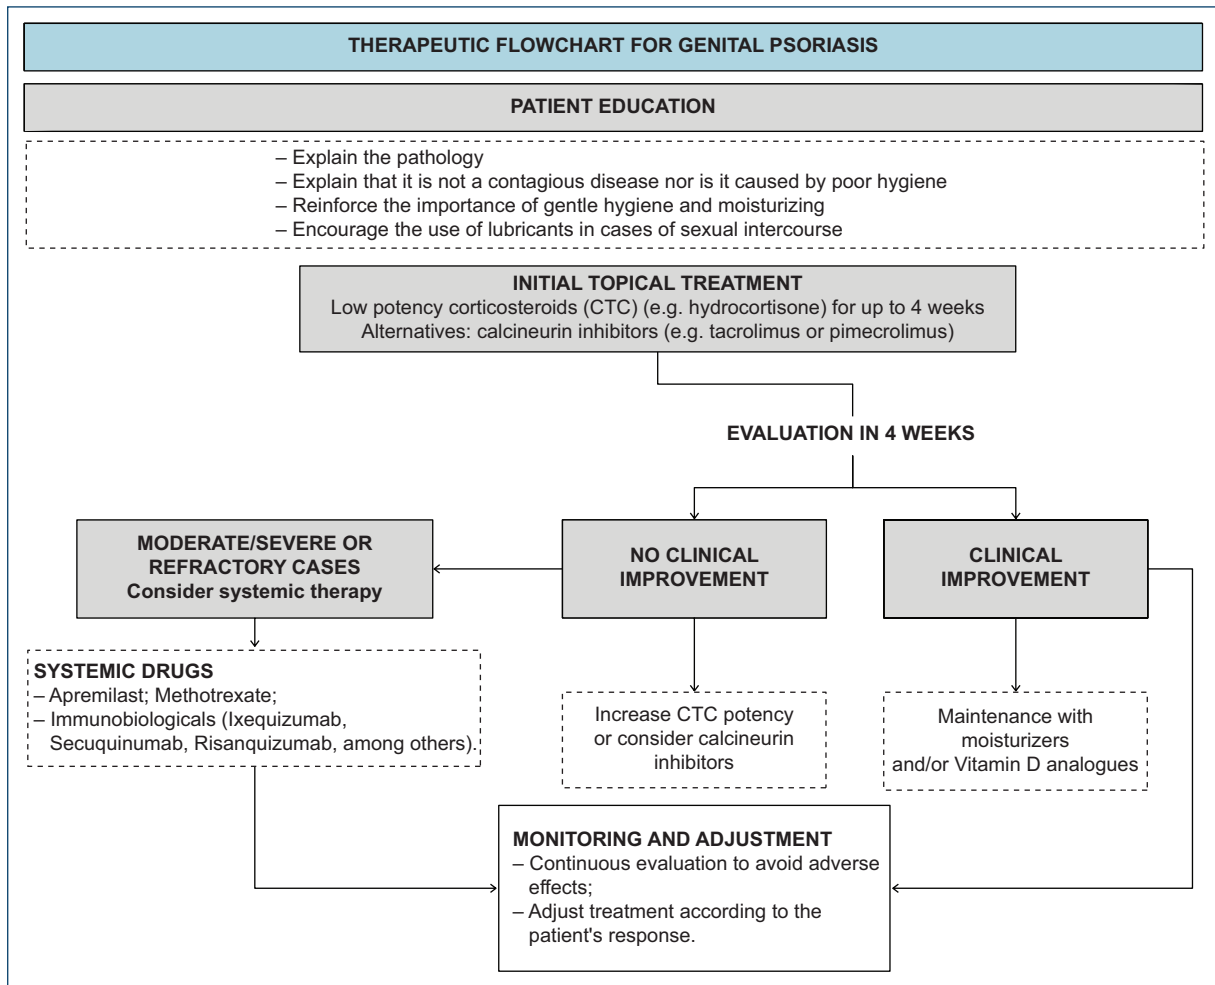 THERAPEUTIC FLOWCHART FOR GENITAL PSORIASIS
PATIENT EDUCATION
– Explain the pathology
– Explain that it is not a contagious disease nor is it caused by poor hygiene
– Reinforce the importance of gentle hygiene and moisturizing
– Encourage the use of lubricants in cases of sexual intercourse
INITIAL TOPICAL TREATMENT
Low potency corticosteroids (CTC) (e.g. hydrocortisone) for up to 4 weeks
Alternatives: calcineurin inhibitors (e.g. tacrolimus or pimecrolimus)
EVALUATION IN 4 WEEKS
MODERATE/SEVERE OR
REFRACTORY CASES
Consider systemic therapy
NO CLINICAL
IMPROVEMENT
CLINICAL
IMPROVEMENT
SYSTEMIC DRUGS
– Apremilast; Methotrexate;
– Immunobiologicals (Ixequizumab,
Secuquinumab, Risanquizumab, among others).
Increase CTC potency
or consider calcineurin
inhibitors
Maintenance with
moisturizers
and/or Vitamin D analogues
MONITORING AND ADJUSTMENT
– Continuous evaluation to avoid adverse
effects;
– Adjust treatment according to the
patient's response.